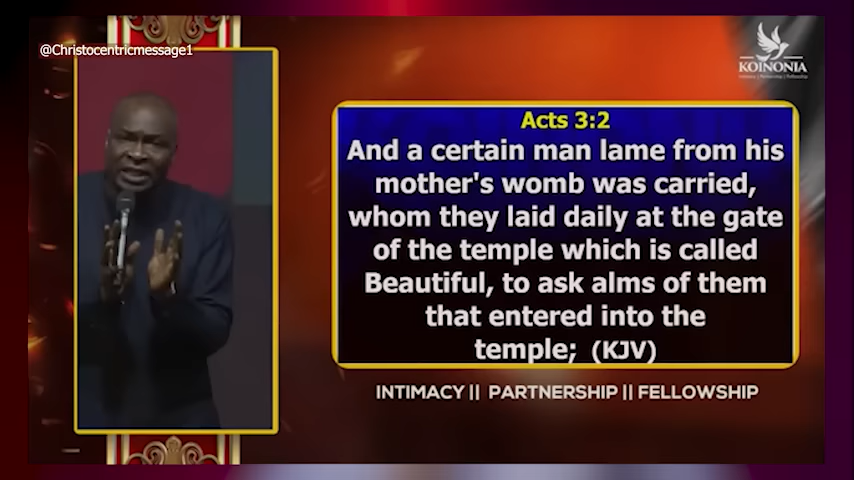 @Christocentricmessage1
KOINONIA
Acts 3:2
And a certain man lame from his
mother's womb was carried,
whom they laid daily at the gate
of the temple which is called
Beautiful, to ask alms of them
that entered into the
temple; (KJV)
INTIMACY || PARTNERSHIP || FELLOWSHIP